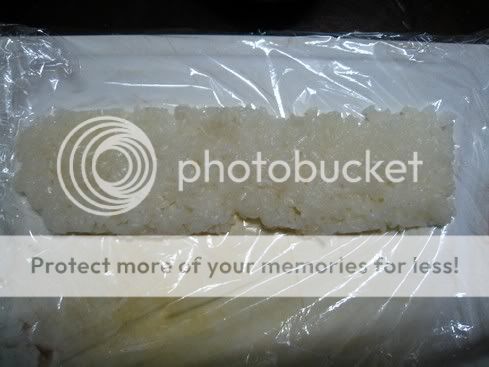 photobucket
Protect more of your memories for less!